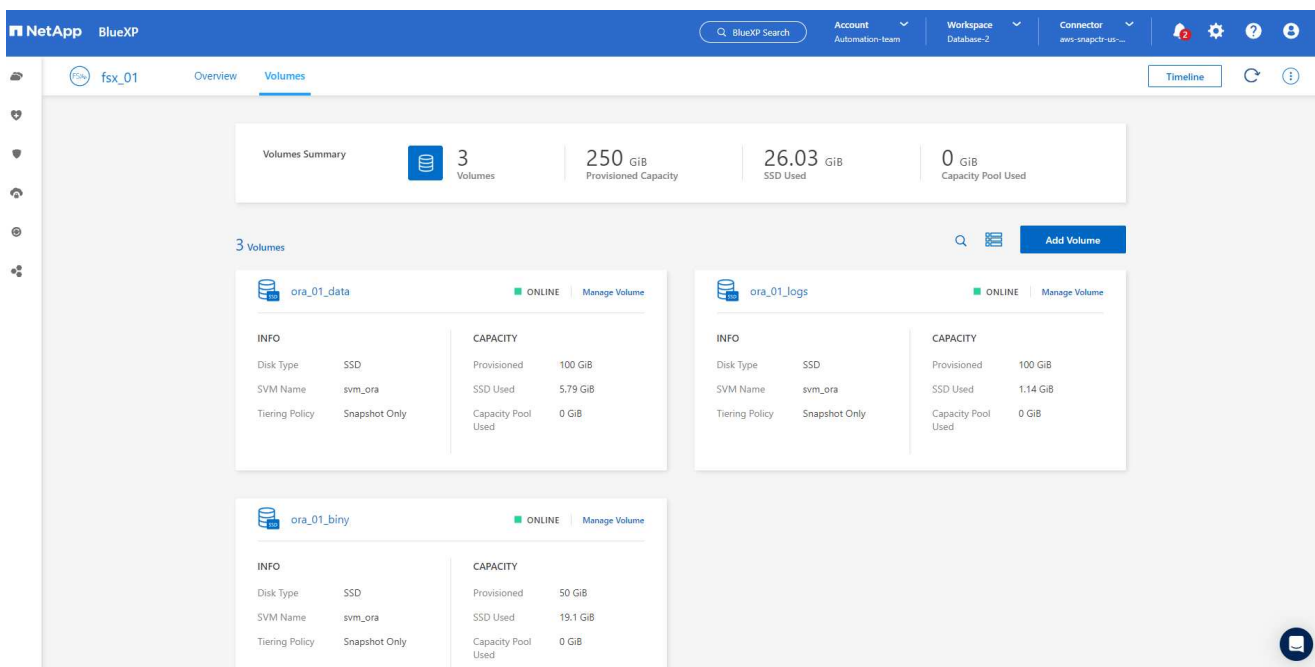 NetApp BlueXP
BlueXP Search
Account
Automation-team
Workspace
Database-2
Connector
aws-snapctr-us-...
2
FSxN
fsx_01
Overview
Volumes
Timeline
Volumes Summary
3
Volumes
250 GiB
Provisioned Capacity
26.03 GiB
SSD Used
0 GiB
Capacity Pool Used
3 Volumes
Add Volume
SSD
ora_01_data
ONLINE
Manage Volume
INFO
Disk Type SSD
SVM Name svm_ora
Tiering Policy Snapshot Only
CAPACITY
Provisioned 100 GiB
SSD Used 5.79 GiB
Capacity Pool 0 GiB
Used
SSD
ora_01_logs
ONLINE
Manage Volume
INFO
Disk Type SSD
SVM Name svm_ora
Tiering Policy Snapshot Only
CAPACITY
Provisioned 100 GiB
SSD Used 1.14 GiB
Capacity Pool 0 GiB
Used
SSD
ora_01_biny
ONLINE
Manage Volume
INFO
Disk Type SSD
SVM Name svm_ora
Tiering Policy Snapshot Only
CAPACITY
Provisioned 50 GiB
SSD Used 19.1 GiB
Capacity Pool 0 GiB
Used